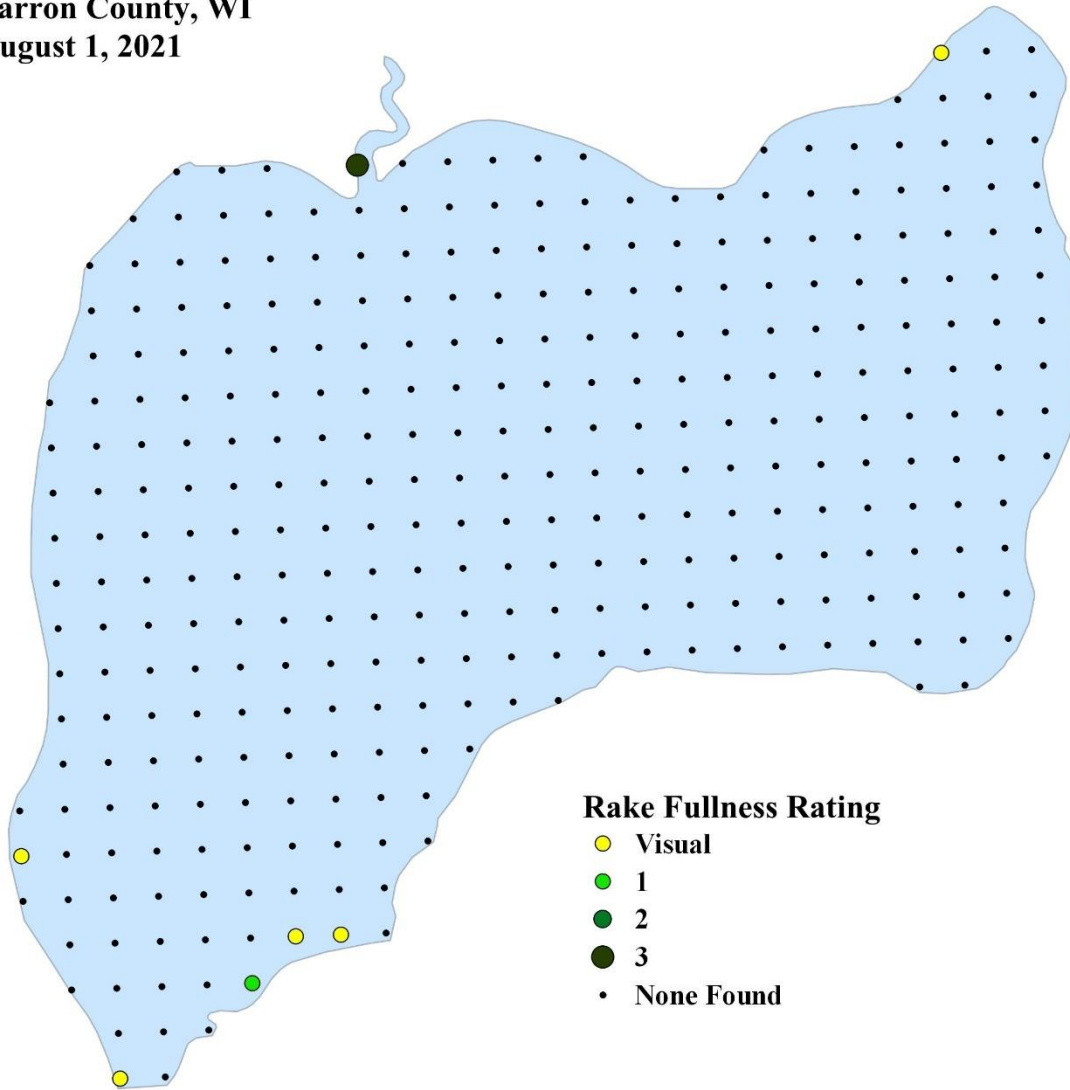 arron County, WI
ugust 1, 2021
Rake Fullness Rating
Visual
1
2
3
None Found